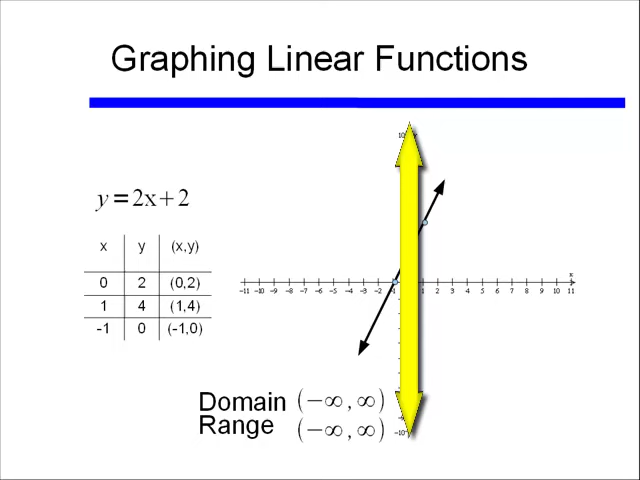 Graphing Linear Functions
y = 2x + 2
x y (x,y)
0 2 (0,2)
1 4 (1,4)
-1 0 (-1,0)
10
x
-11 -10 -9 -8 -7 -6 -5 -4 -3 -2 -1 1 2 3 4 5 6 7 8 9 10 11
-10
Domain (−∞, ∞)
Range (−∞, ∞)